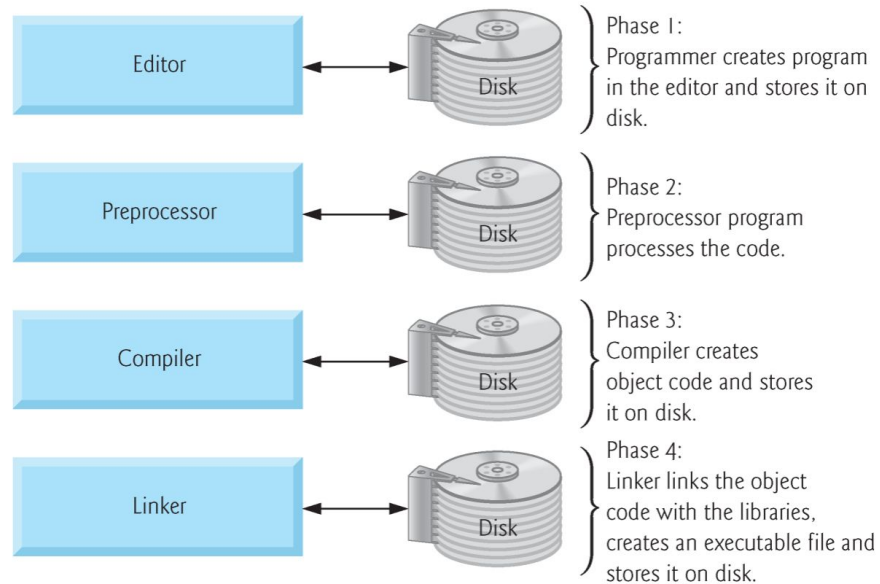 Editor
Disk
Phase 1:
Programmer creates program
in the editor and stores it on
disk.
Preprocessor
Disk
Phase 2:
Preprocessor program
processes the code.
Compiler
Disk
Phase 3:
Compiler creates
object code and stores
it on disk.
Linker
Disk
Phase 4:
Linker links the object
code with the libraries,
creates an executable file and
stores it on disk.